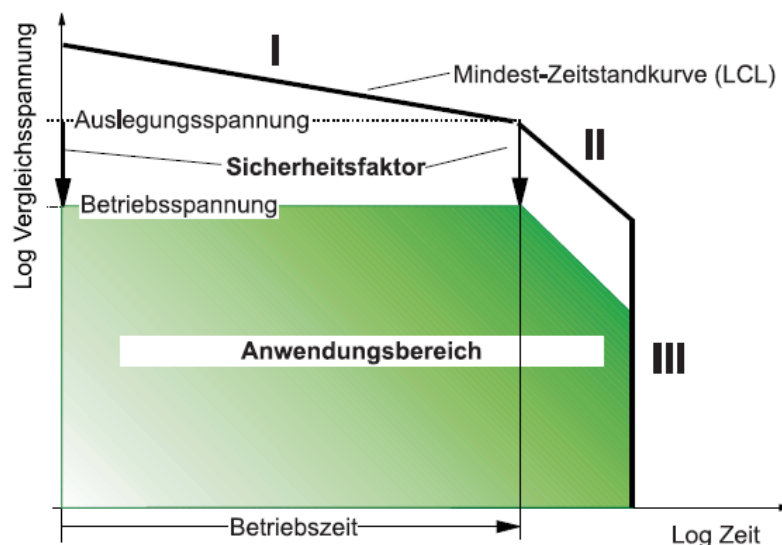 I
Mindest-Zeitstandkurve (LCL)
Auslegungsspannung
II
Sicherheitsfaktor
Betriebsspannung
Log Vergleichsspannung
Anwendungsbereich
III
Betriebszeit
Log Zeit